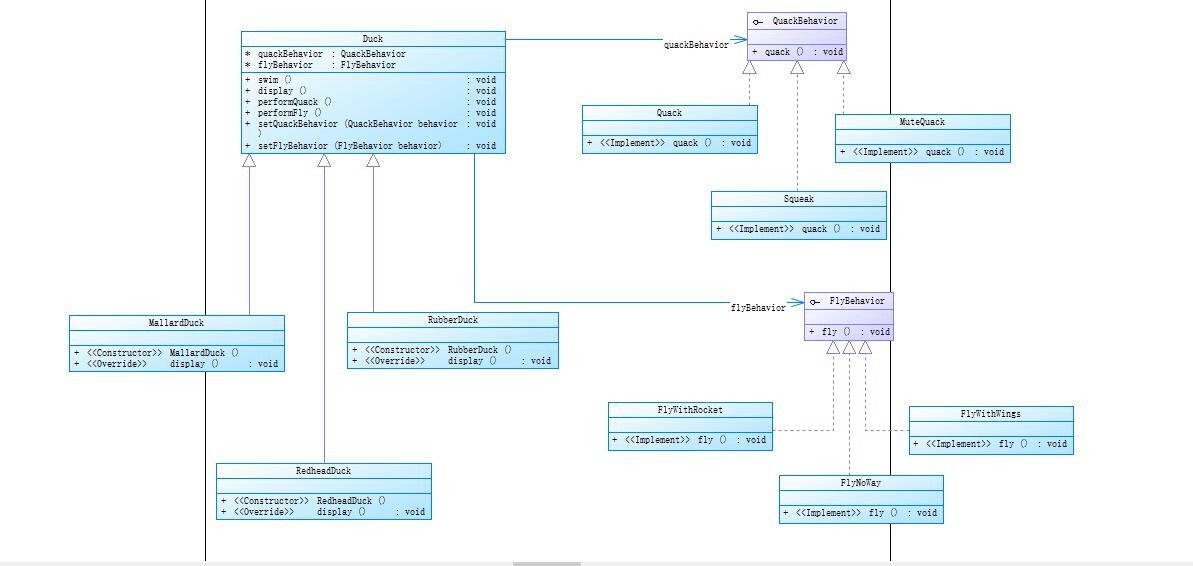 QuackBehavior
+ quack () : void
Duck
* quackBehavior : QuackBehavior
* flyBehavior : FlyBehavior
+ swim () : void
+ display () : void
+ performQuack () : void
+ performFly () : void
+ setQuackBehavior (QuackBehavior behavior : void
)
+ setFlyBehavior (FlyBehavior behavior) : void
quackBehavior
Quack
+ <<Implement>> quack () : void
MuteQuack
+ <<Implement>> quack () : void
Squeak
+ <<Implement>> quack () : void
flyBehavior
FlyBehavior
+ fly () : void
MallardDuck
+ <<Constructor>> MallardDuck ()
+ <<Override>> display () : void
RubberDuck
+ <<Constructor>> RubberDuck ()
+ <<Override>> display () : void
FlyWithRocket
+ <<Implement>> fly () : void
FlyWithWings
+ <<Implement>> fly () : void
RedheadDuck
+ <<Constructor>> RedheadDuck ()
+ <<Override>> display () : void
FlyNoWay
+ <<Implement>> fly () : void